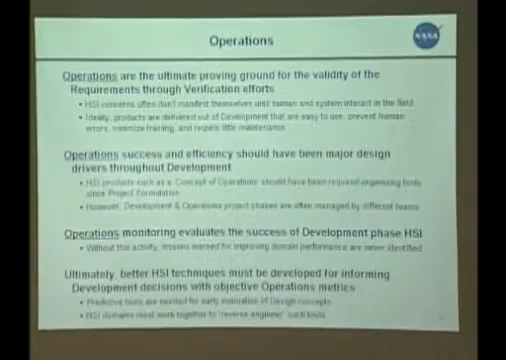 Operations
NASA
Operations are the ultimate proving ground for the validity of the
Requirements through Verification efforts
• HSI concerns often don't manifest themselves until human and system interact in the field
• Ideally, products are delivered out of Development that are easy to use, prevent human
errors, minimize training, and require little maintenance
Operations success and efficiency should have been major design
drivers throughout Development
• HSI products such as a 'Concept of Operations' should have been required organizing tools
since Project Formulation
• However, Development & Operations project phases are often managed by different teams
Operations monitoring evaluates the success of Development phase HSI
• Without this activity, lessons learned for improving domain performance are never identified
Ultimately, better HSI techniques must be developed for informing
Development decisions with objective Operations metrics
• Predictive tools are needed for early evaluation of Design concepts
• HSI domains must work together to 'reverse engineer' such tools